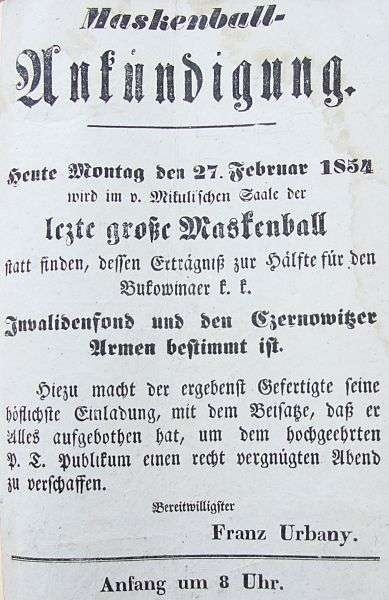 Maskenball-
Ankündigung.
Heute Montag den 27. Februar 1854
wird im v. Mikulischen Saale der
lezte große Maskenball
statt finden, dessen Erträgniß zur Hälfte für den
Bukowinaer k. k.
Invalidenfond und den Czernowitzer
Armen bestimmt ist.
Hiezu macht der ergebenst Gefertigte seine
höflichste Einladung, mit dem Beisatze, daß er
Alles aufgebothen hat, um dem hochgeehrten
P. T. Publikum einen recht vergnügten Abend
zu verschaffen.
Bereitwilligster
Franz Urbany.
Anfang um 8 Uhr.